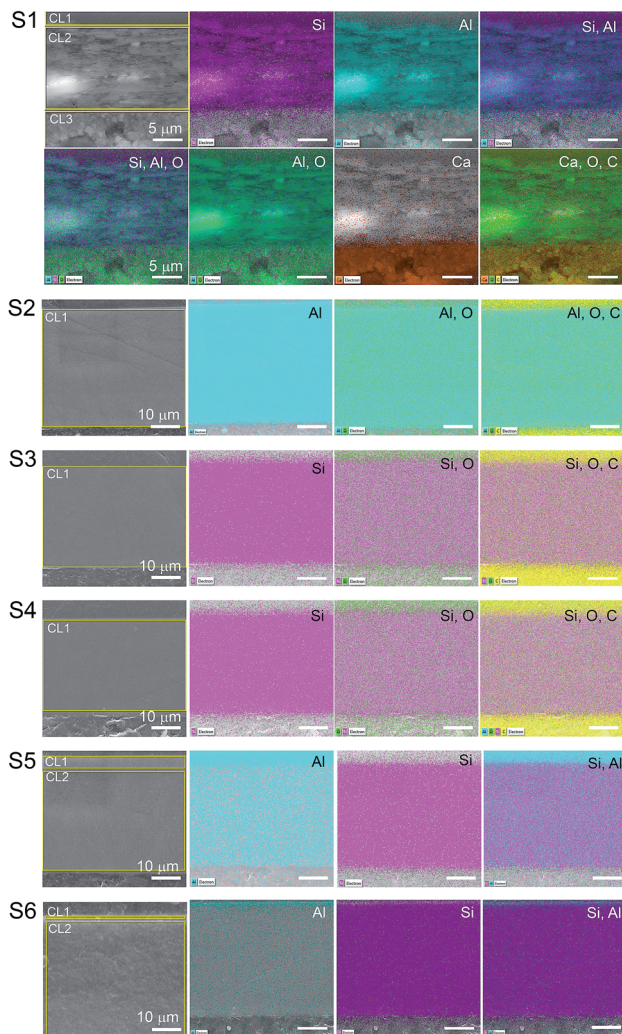 S1
CL1
CL2
CL3
5 μm
Si
Al
Si, Al
Si, Al, O
5 μm
Al, O
Ca
Ca, O, C
S2
CL1
10 μm
Al
Al, O
Al, O, C
S3
CL1
10 μm
Si
Si, O
Si, O, C
S4
CL1
10 μm
Si
Si, O
Si, O, C
S5
CL1
CL2
10 μm
Al
Si
Si, Al
S6
CL1
CL2
10 μm
Al
Si
Si, Al